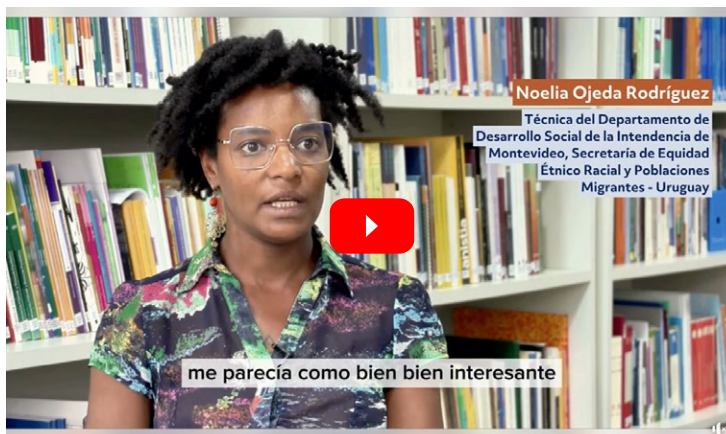 Noelia Ojeda Rodríguez
Técnica del Departamento de
Desarrollo Social de la Intendencia de
Montevideo, Secretaría de Equidad
Étnico Racial y Poblaciones
Migrantes - Uruguay
me parecía como bien bien interesante